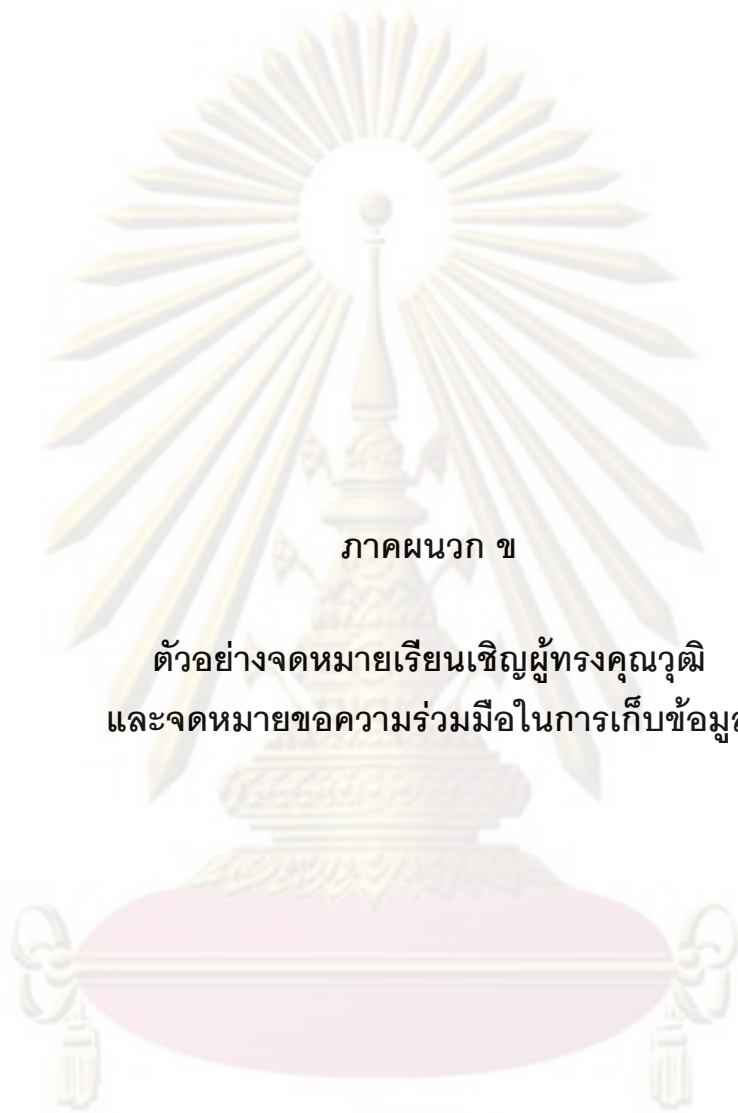 ภาคผนวก ข
ตัวอย่างจดหมายเรียนเชิญผู้ทรงคุณวุฒิ
และจดหมายขอความร่วมมือในการเก็บข้อมูล